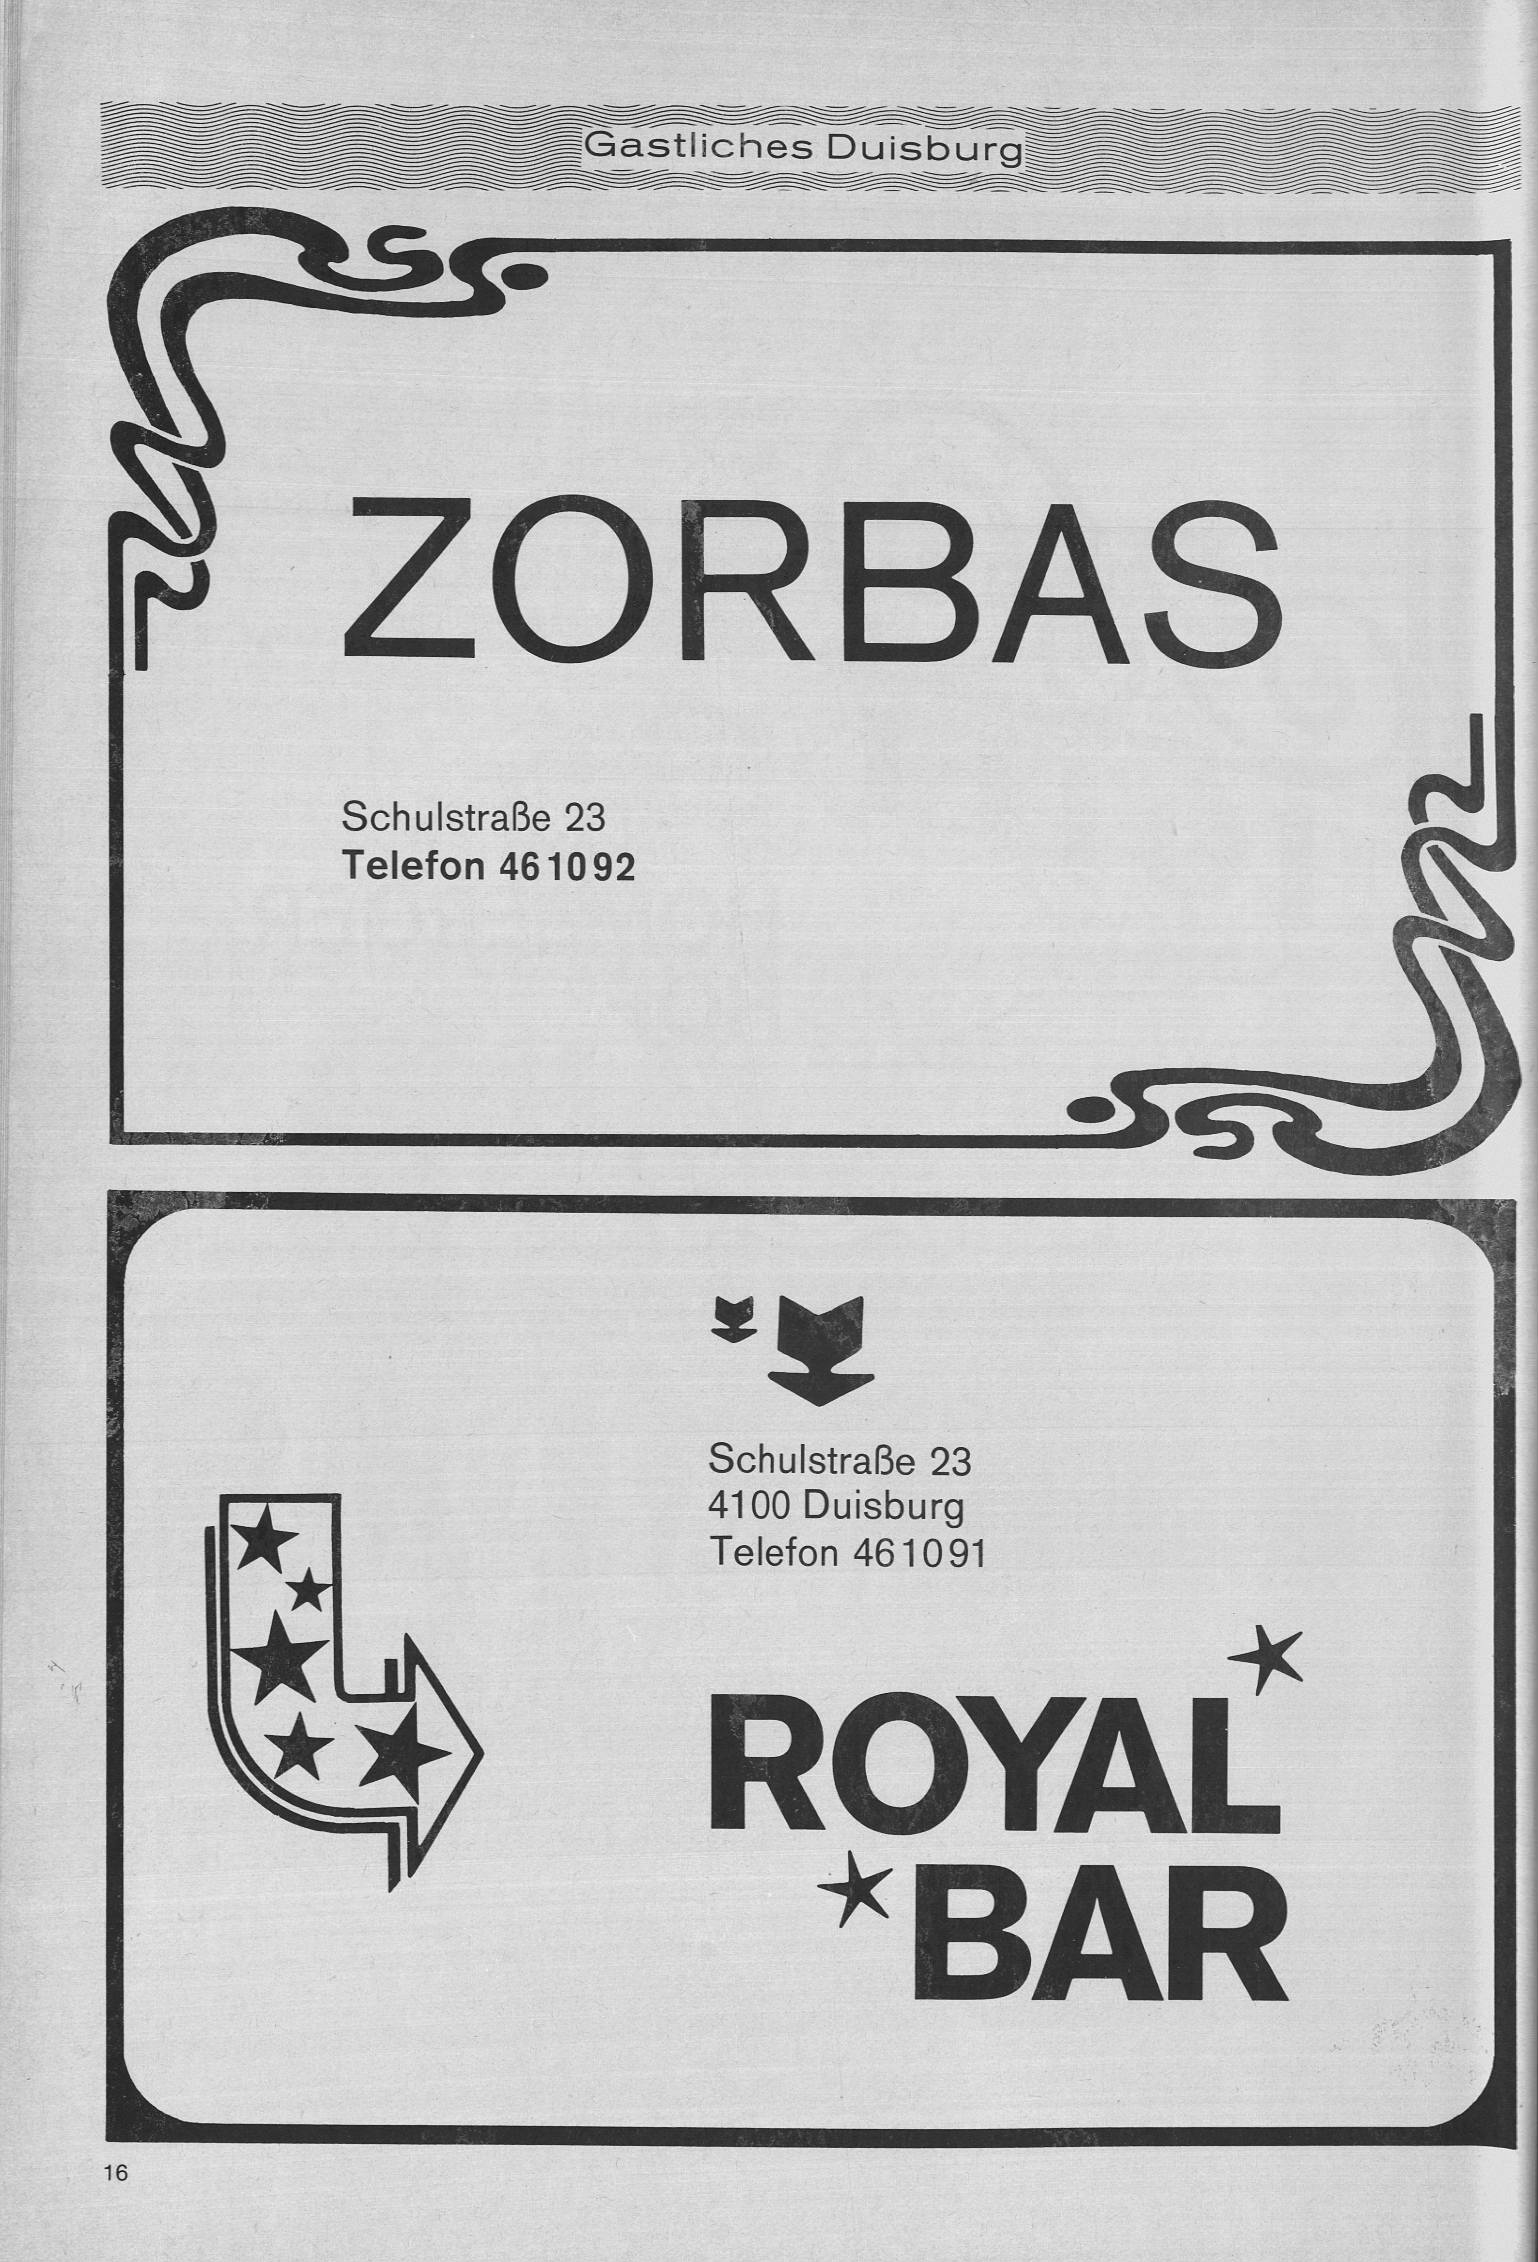 Gastliches Duisburg
ZORBAS
Schulstraße 23
Telefon 461092
Schulstraße 23
4100 Duisburg
Telefon 461091
ROYAL
BAR
16